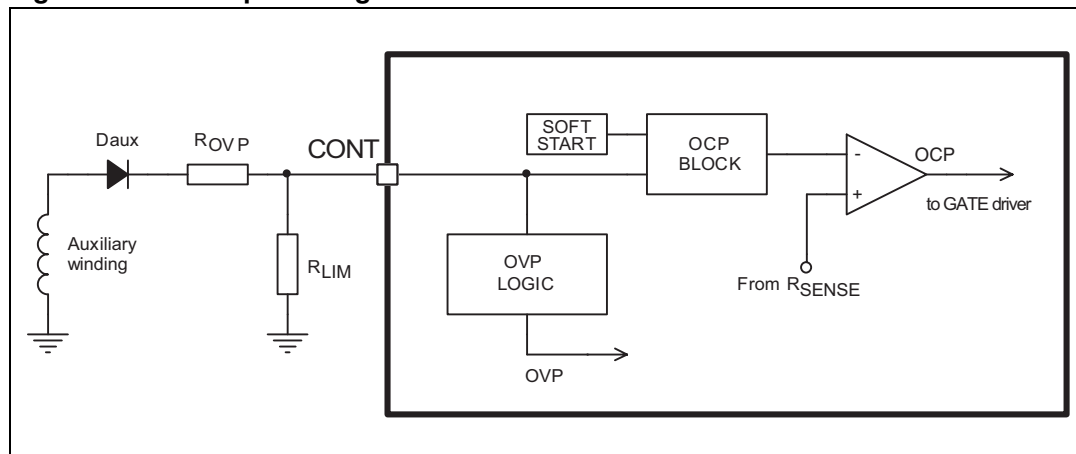 Daux
ROVP
CONT
SOFT
START
OCP
BLOCK
-
+
OCP
to GATE driver
Auxiliary
winding
RLIM
OVP
LOGIC
From RSENSE
OVP